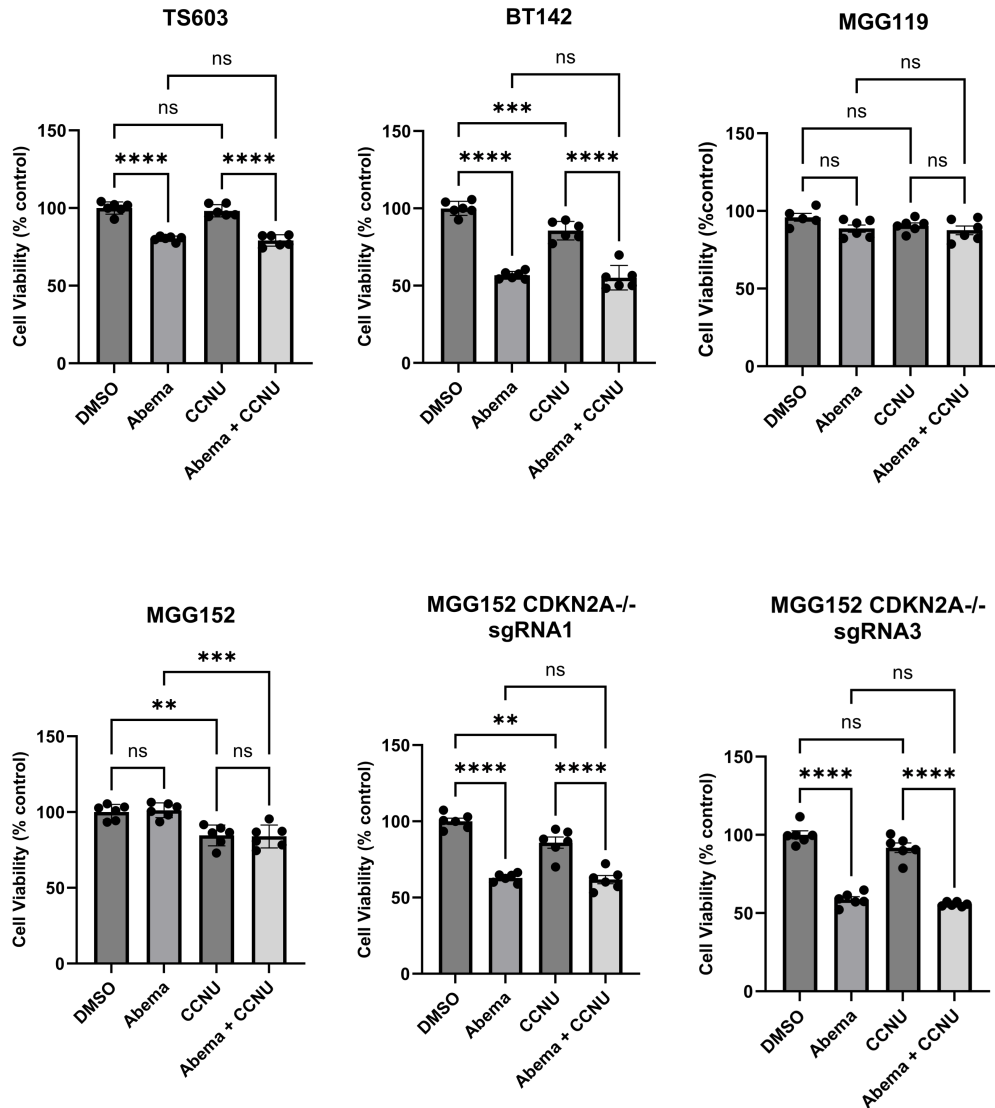 TS603
ns
ns
**** ****
Cell Viability (% control)
150
100
50
0
DMSO
Abema
CCNU
Abema + CCNU
BT142
ns
***
**** ****
Cell Viability (% control)
150
100
50
0
DMSO
Abema
CCNU
Abema + CCNU
MGG119
ns
ns
ns ns
Cell Viability (%control)
150
100
50
0
DMSO
Abema
CCNU
Abema + CCNU
MGG152
***
**
ns ns
Cell Viability (% control)
150
100
50
0
DMSO
Abema
CCNU
Abema + CCNU
MGG152 CDKN2A-/-
sgRNA1
ns
**
**** ****
Cell Viability (% control)
150
100
50
0
DMSO
Abema
CCNU
Abema + CCNU
MGG152 CDKN2A-/-
sgRNA3
ns
ns
**** ****
Cell Viability (% control)
150
100
50
0
DMSO
Abema
CCNU
Abema + CCNU